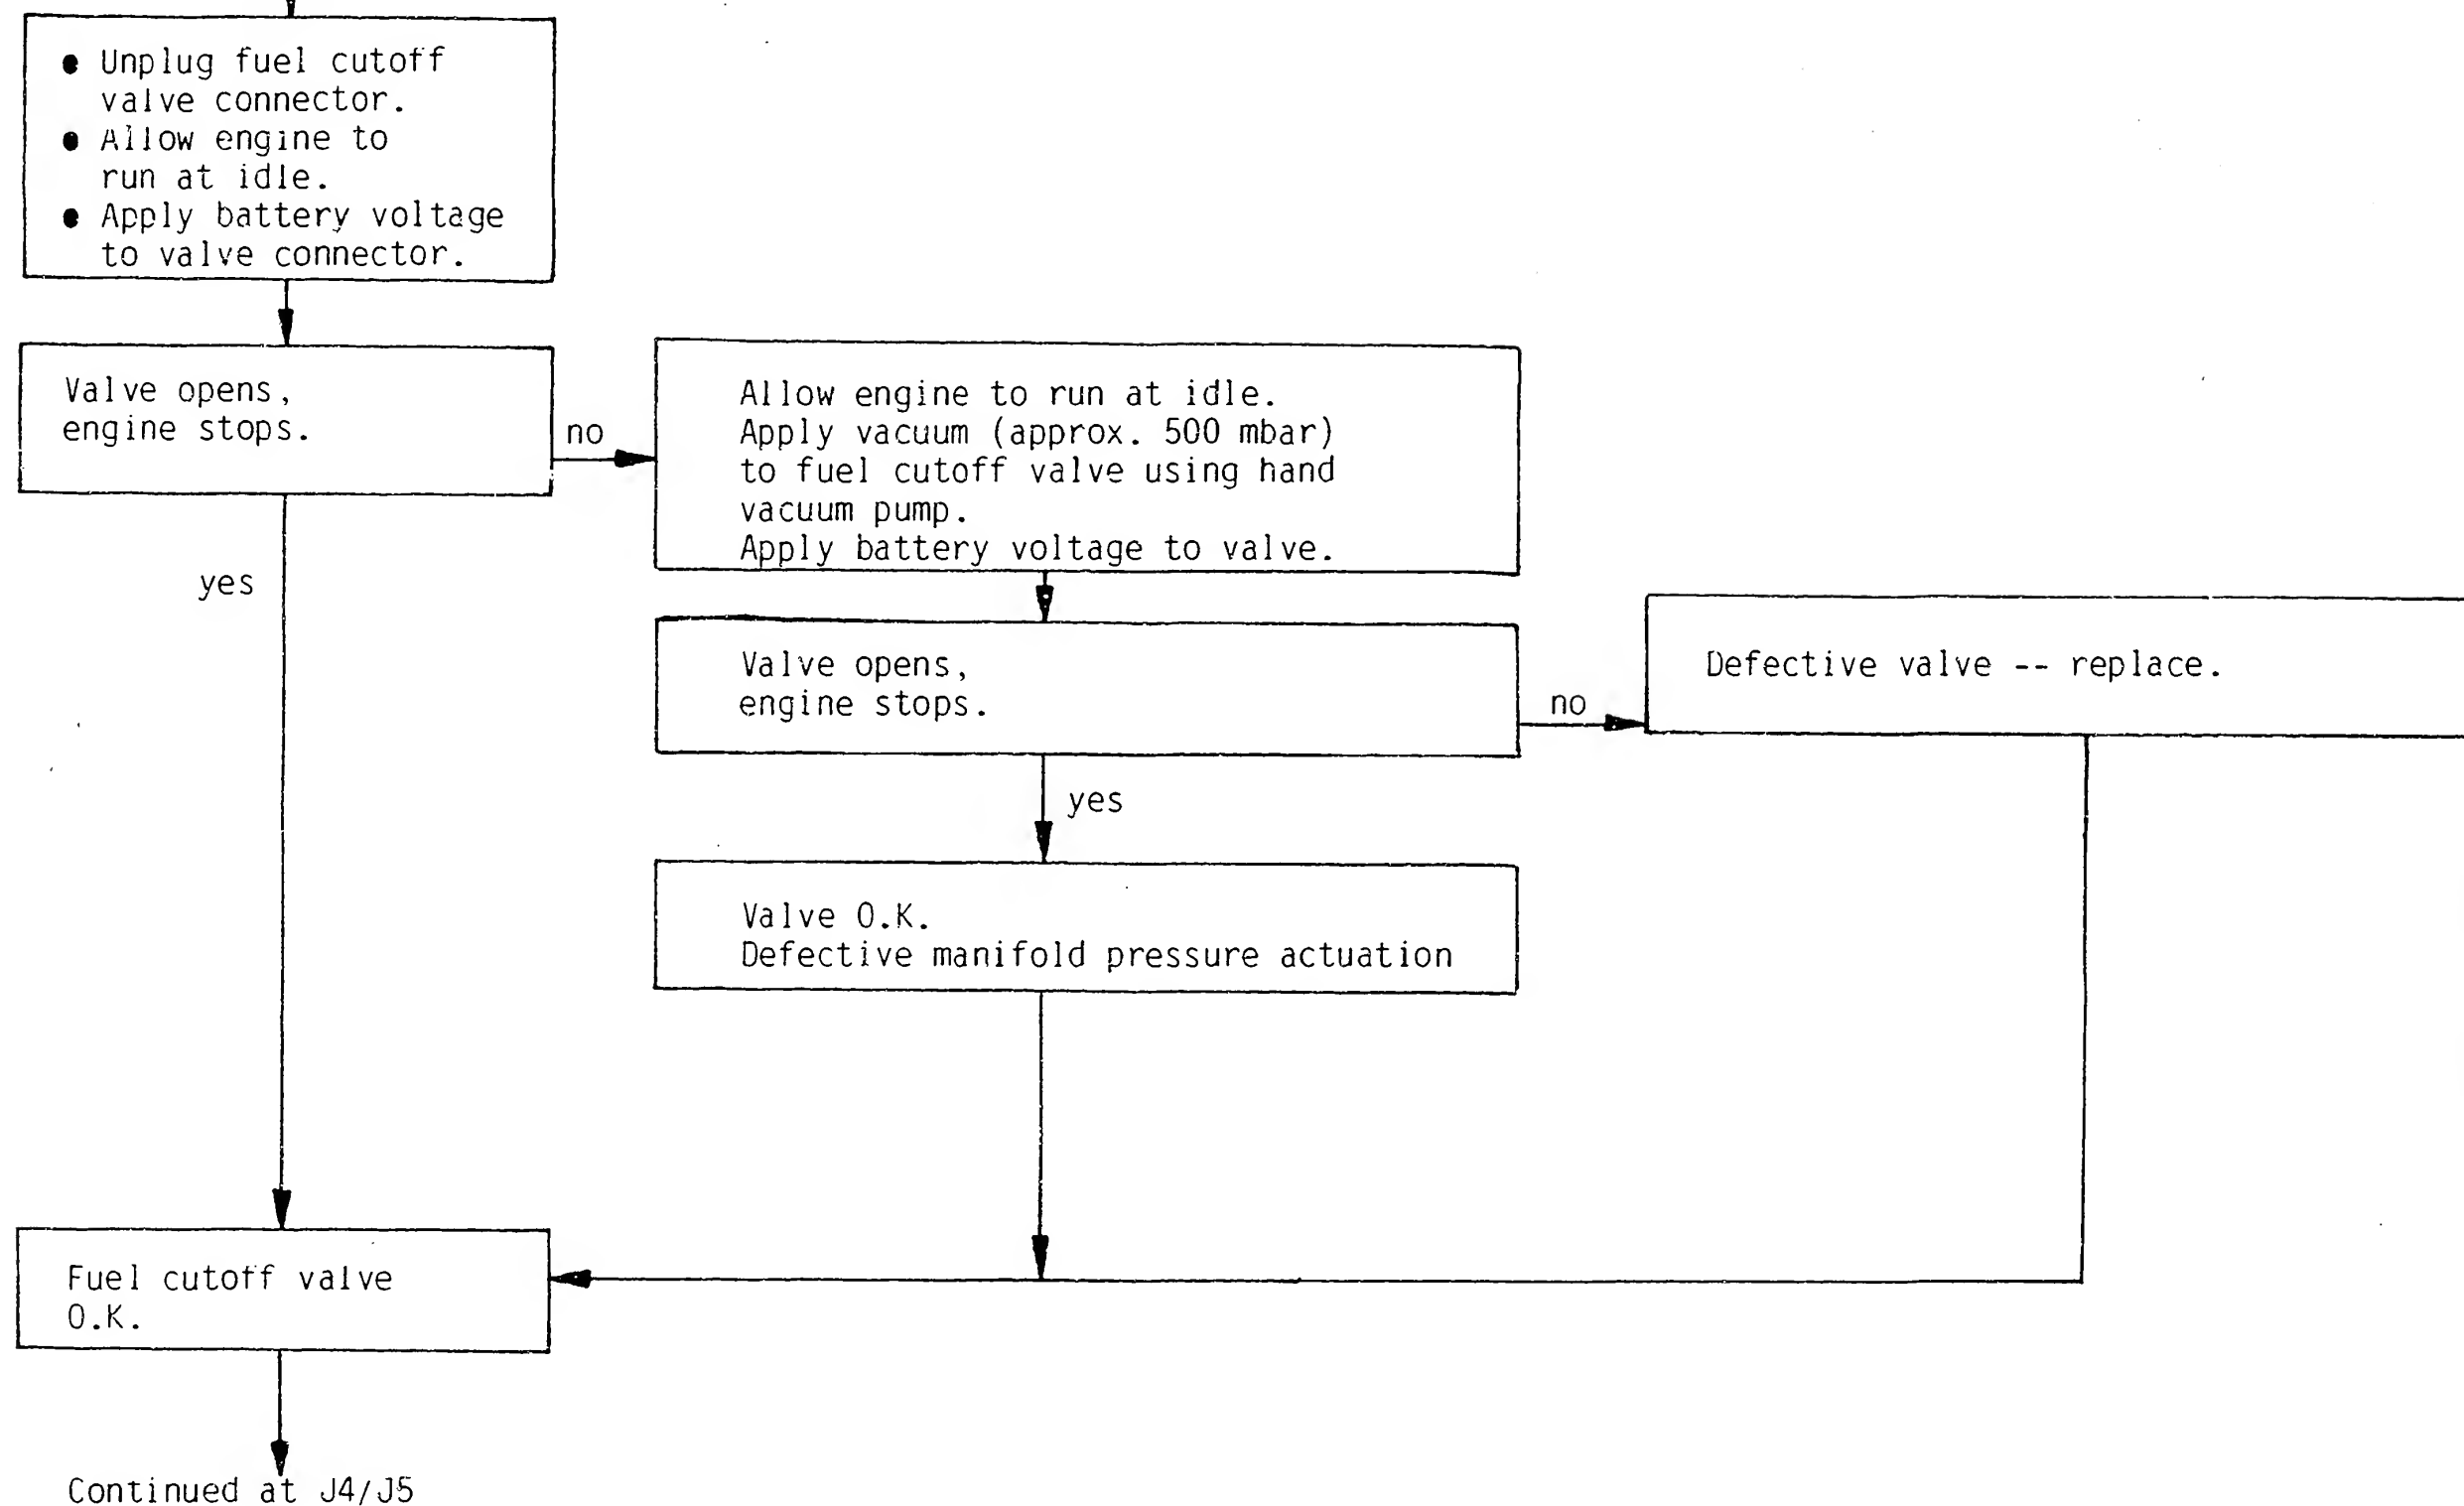 ● Unplug fuel cutoff
valve connector.
● Allow engine to
run at idle.
● Apply battery voltage
to valve connector.
Valve opens,
engine stops.
no
Allow engine to run at idle.
Apply vacuum (approx. 500 mbar)
to fuel cutoff valve using hand
vacuum pump.
Apply battery voltage to valve.
yes
Valve opens,
engine stops.
no
Defective valve -- replace.
yes
Valve O.K.
Defective manifold pressure actuation
Fuel cutoff valve
O.K.
Continued at J4/J5